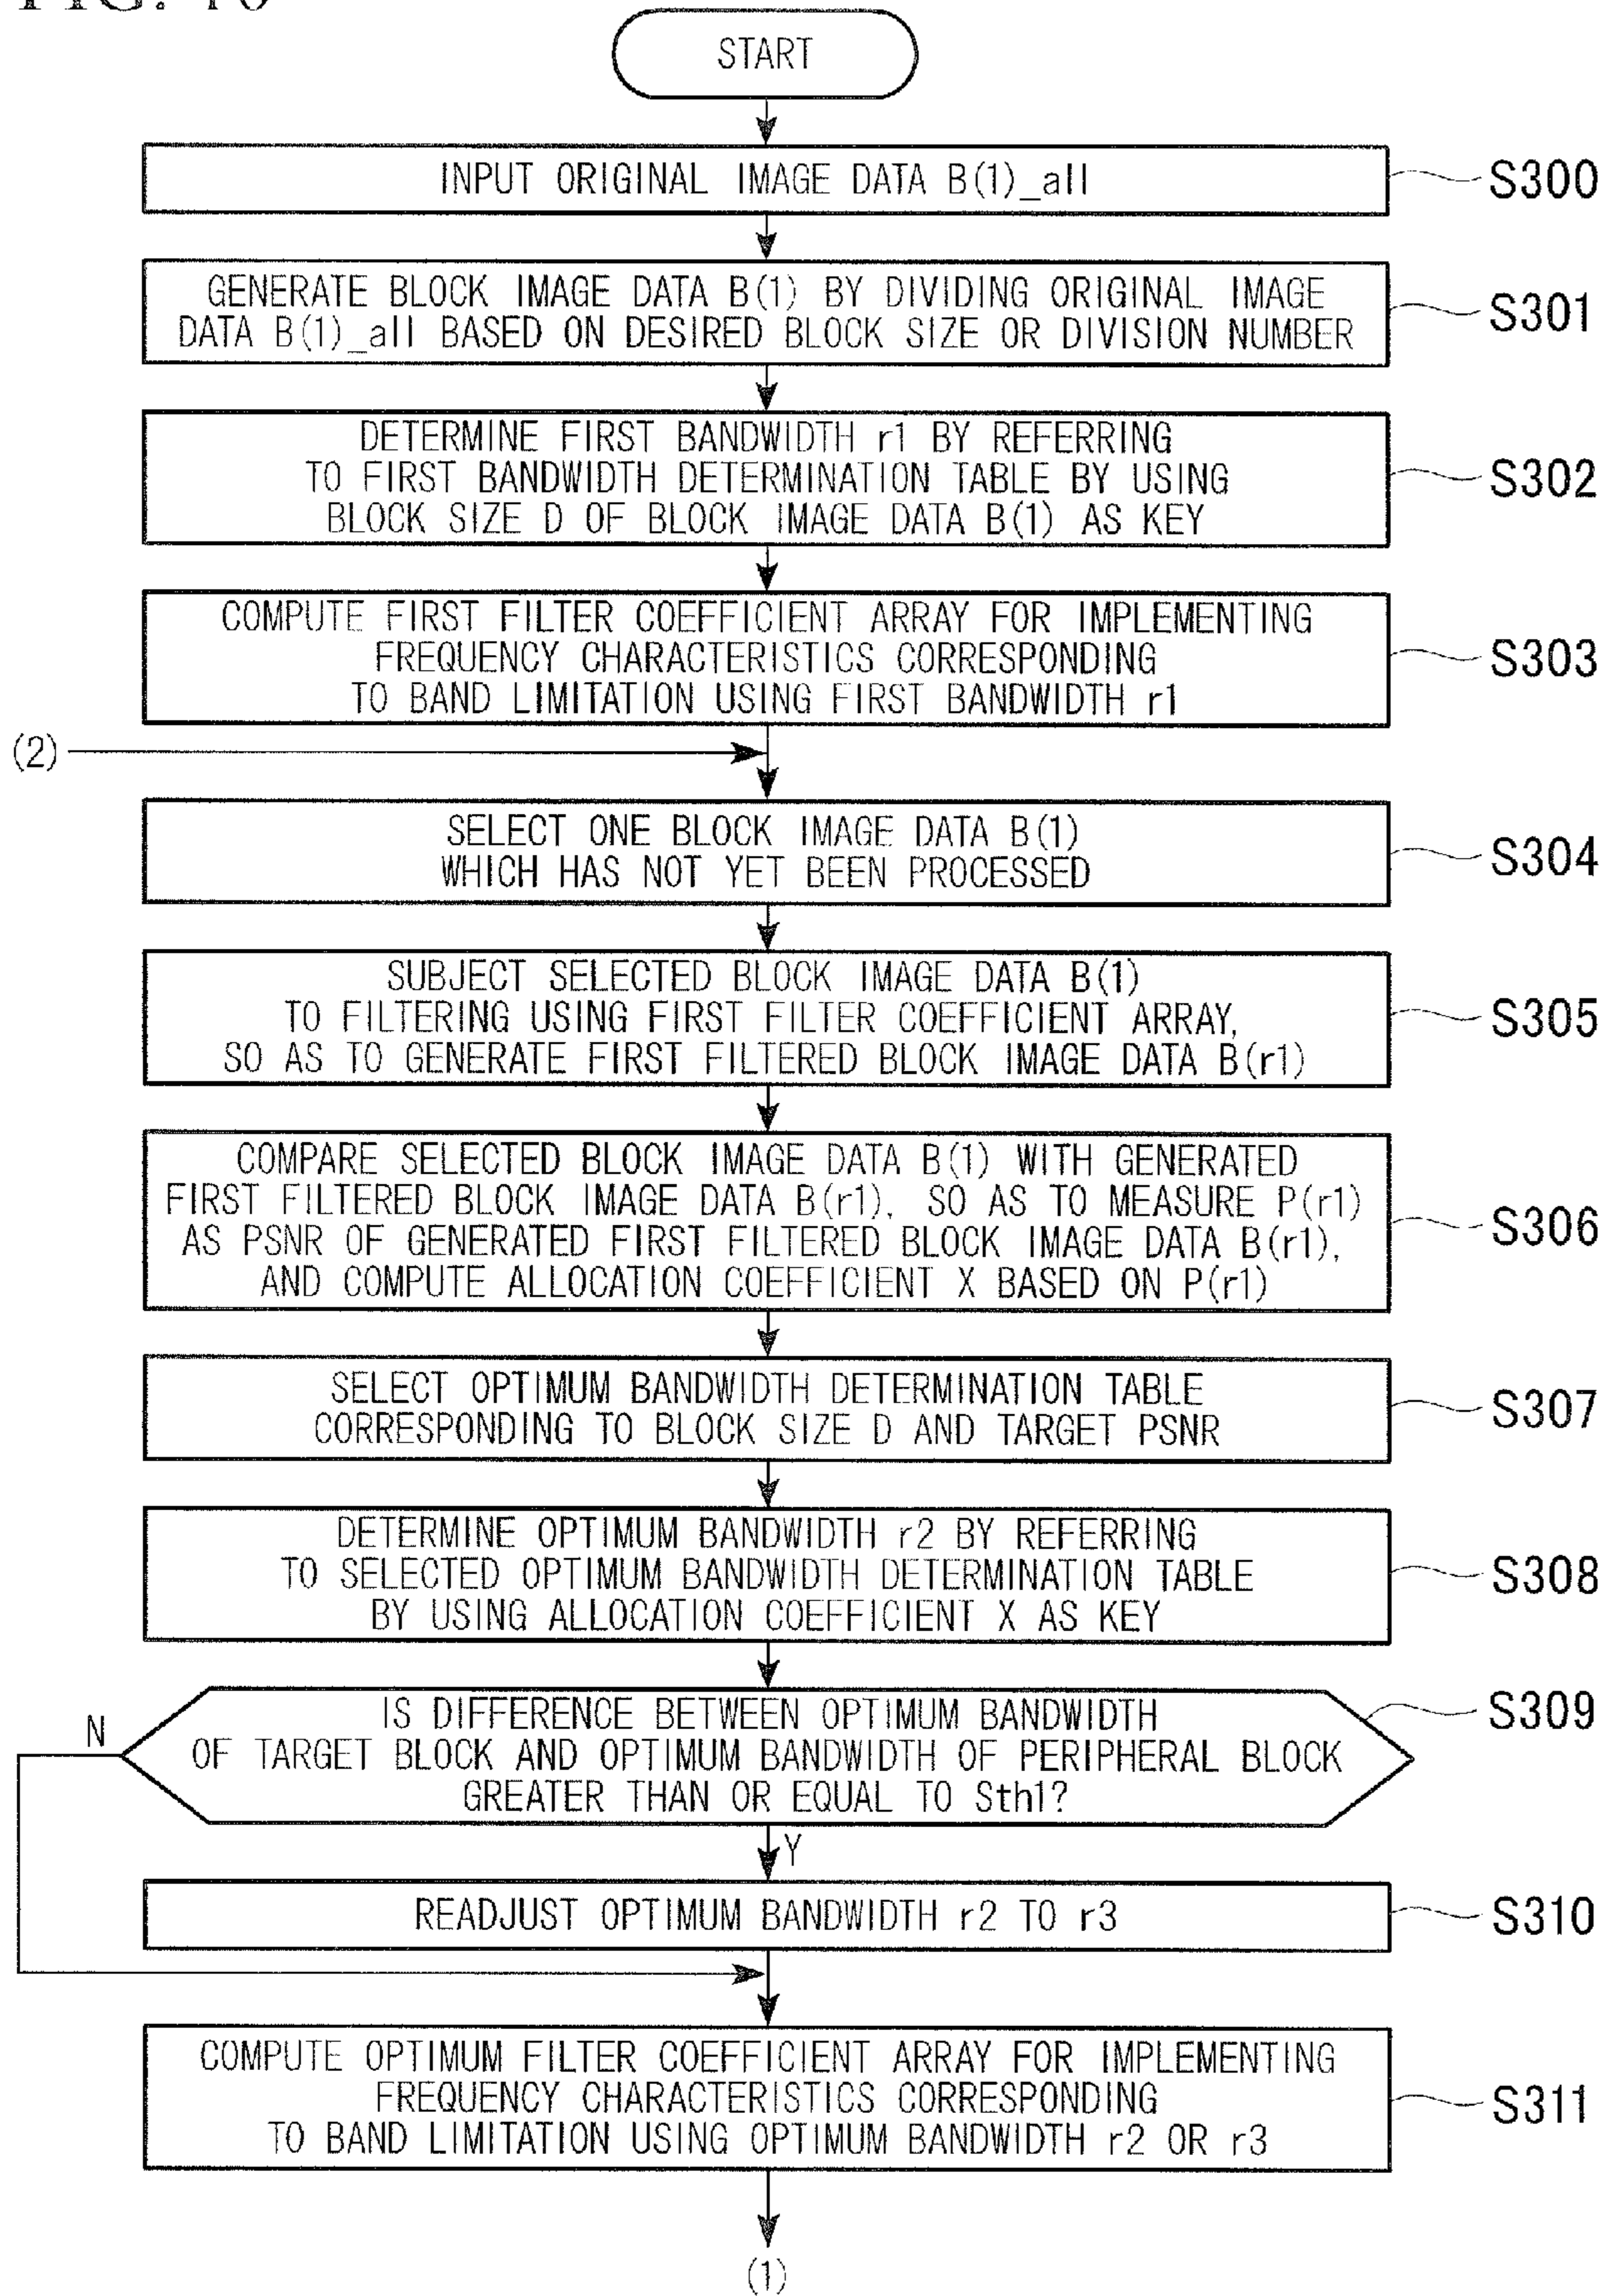 START
INPUT ORIGINAL IMAGE DATA B(1)_all
S300
GENERATE BLOCK IMAGE DATA B(1) BY DIVIDING ORIGINAL IMAGE
DATA B(1)_all BASED ON DESIRED BLOCK SIZE OR DIVISION NUMBER
S301
DETERMINE FIRST BANDWIDTH r1 BY REFERRING
TO FIRST BANDWIDTH DETERMINATION TABLE BY USING
BLOCK SIZE D OF BLOCK IMAGE DATA B(1) AS KEY
S302
COMPUTE FIRST FILTER COEFFICIENT ARRAY FOR IMPLEMENTING
FREQUENCY CHARACTERISTICS CORRESPONDING
TO BAND LIMITATION USING FIRST BANDWIDTH r1
S303
(2)
SELECT ONE BLOCK IMAGE DATA B(1)
WHICH HAS NOT YET BEEN PROCESSED
S304
SUBJECT SELECTED BLOCK IMAGE DATA B(1)
TO FILTERING USING FIRST FILTER COEFFICIENT ARRAY,
SO AS TO GENERATE FIRST FILTERED BLOCK IMAGE DATA B(r1)
S305
COMPARE SELECTED BLOCK IMAGE DATA B(1) WITH GENERATED
FIRST FILTERED BLOCK IMAGE DATA B(r1), SO AS TO MEASURE P(r1)
AS PSNR OF GENERATED FIRST FILTERED BLOCK IMAGE DATA B(r1),
AND COMPUTE ALLOCATION COEFFICIENT X BASED ON P(r1)
S306
SELECT OPTIMUM BANDWIDTH DETERMINATION TABLE
CORRESPONDING TO BLOCK SIZE D AND TARGET PSNR
S307
DETERMINE OPTIMUM BANDWIDTH r2 BY REFERRING
TO SELECTED OPTIMUM BANDWIDTH DETERMINATION TABLE
BY USING ALLOCATION COEFFICIENT X AS KEY
S308
IS DIFFERENCE BETWEEN OPTIMUM BANDWIDTH
OF TARGET BLOCK AND OPTIMUM BANDWIDTH OF PERIPHERAL BLOCK
GREATER THAN OR EQUAL TO Sth1?
S309
N
Y
READJUST OPTIMUM BANDWIDTH r2 TO r3
S310
COMPUTE OPTIMUM FILTER COEFFICIENT ARRAY FOR IMPLEMENTING
FREQUENCY CHARACTERISTICS CORRESPONDING
TO BAND LIMITATION USING OPTIMUM BANDWIDTH r2 OR r3
S311
(1)